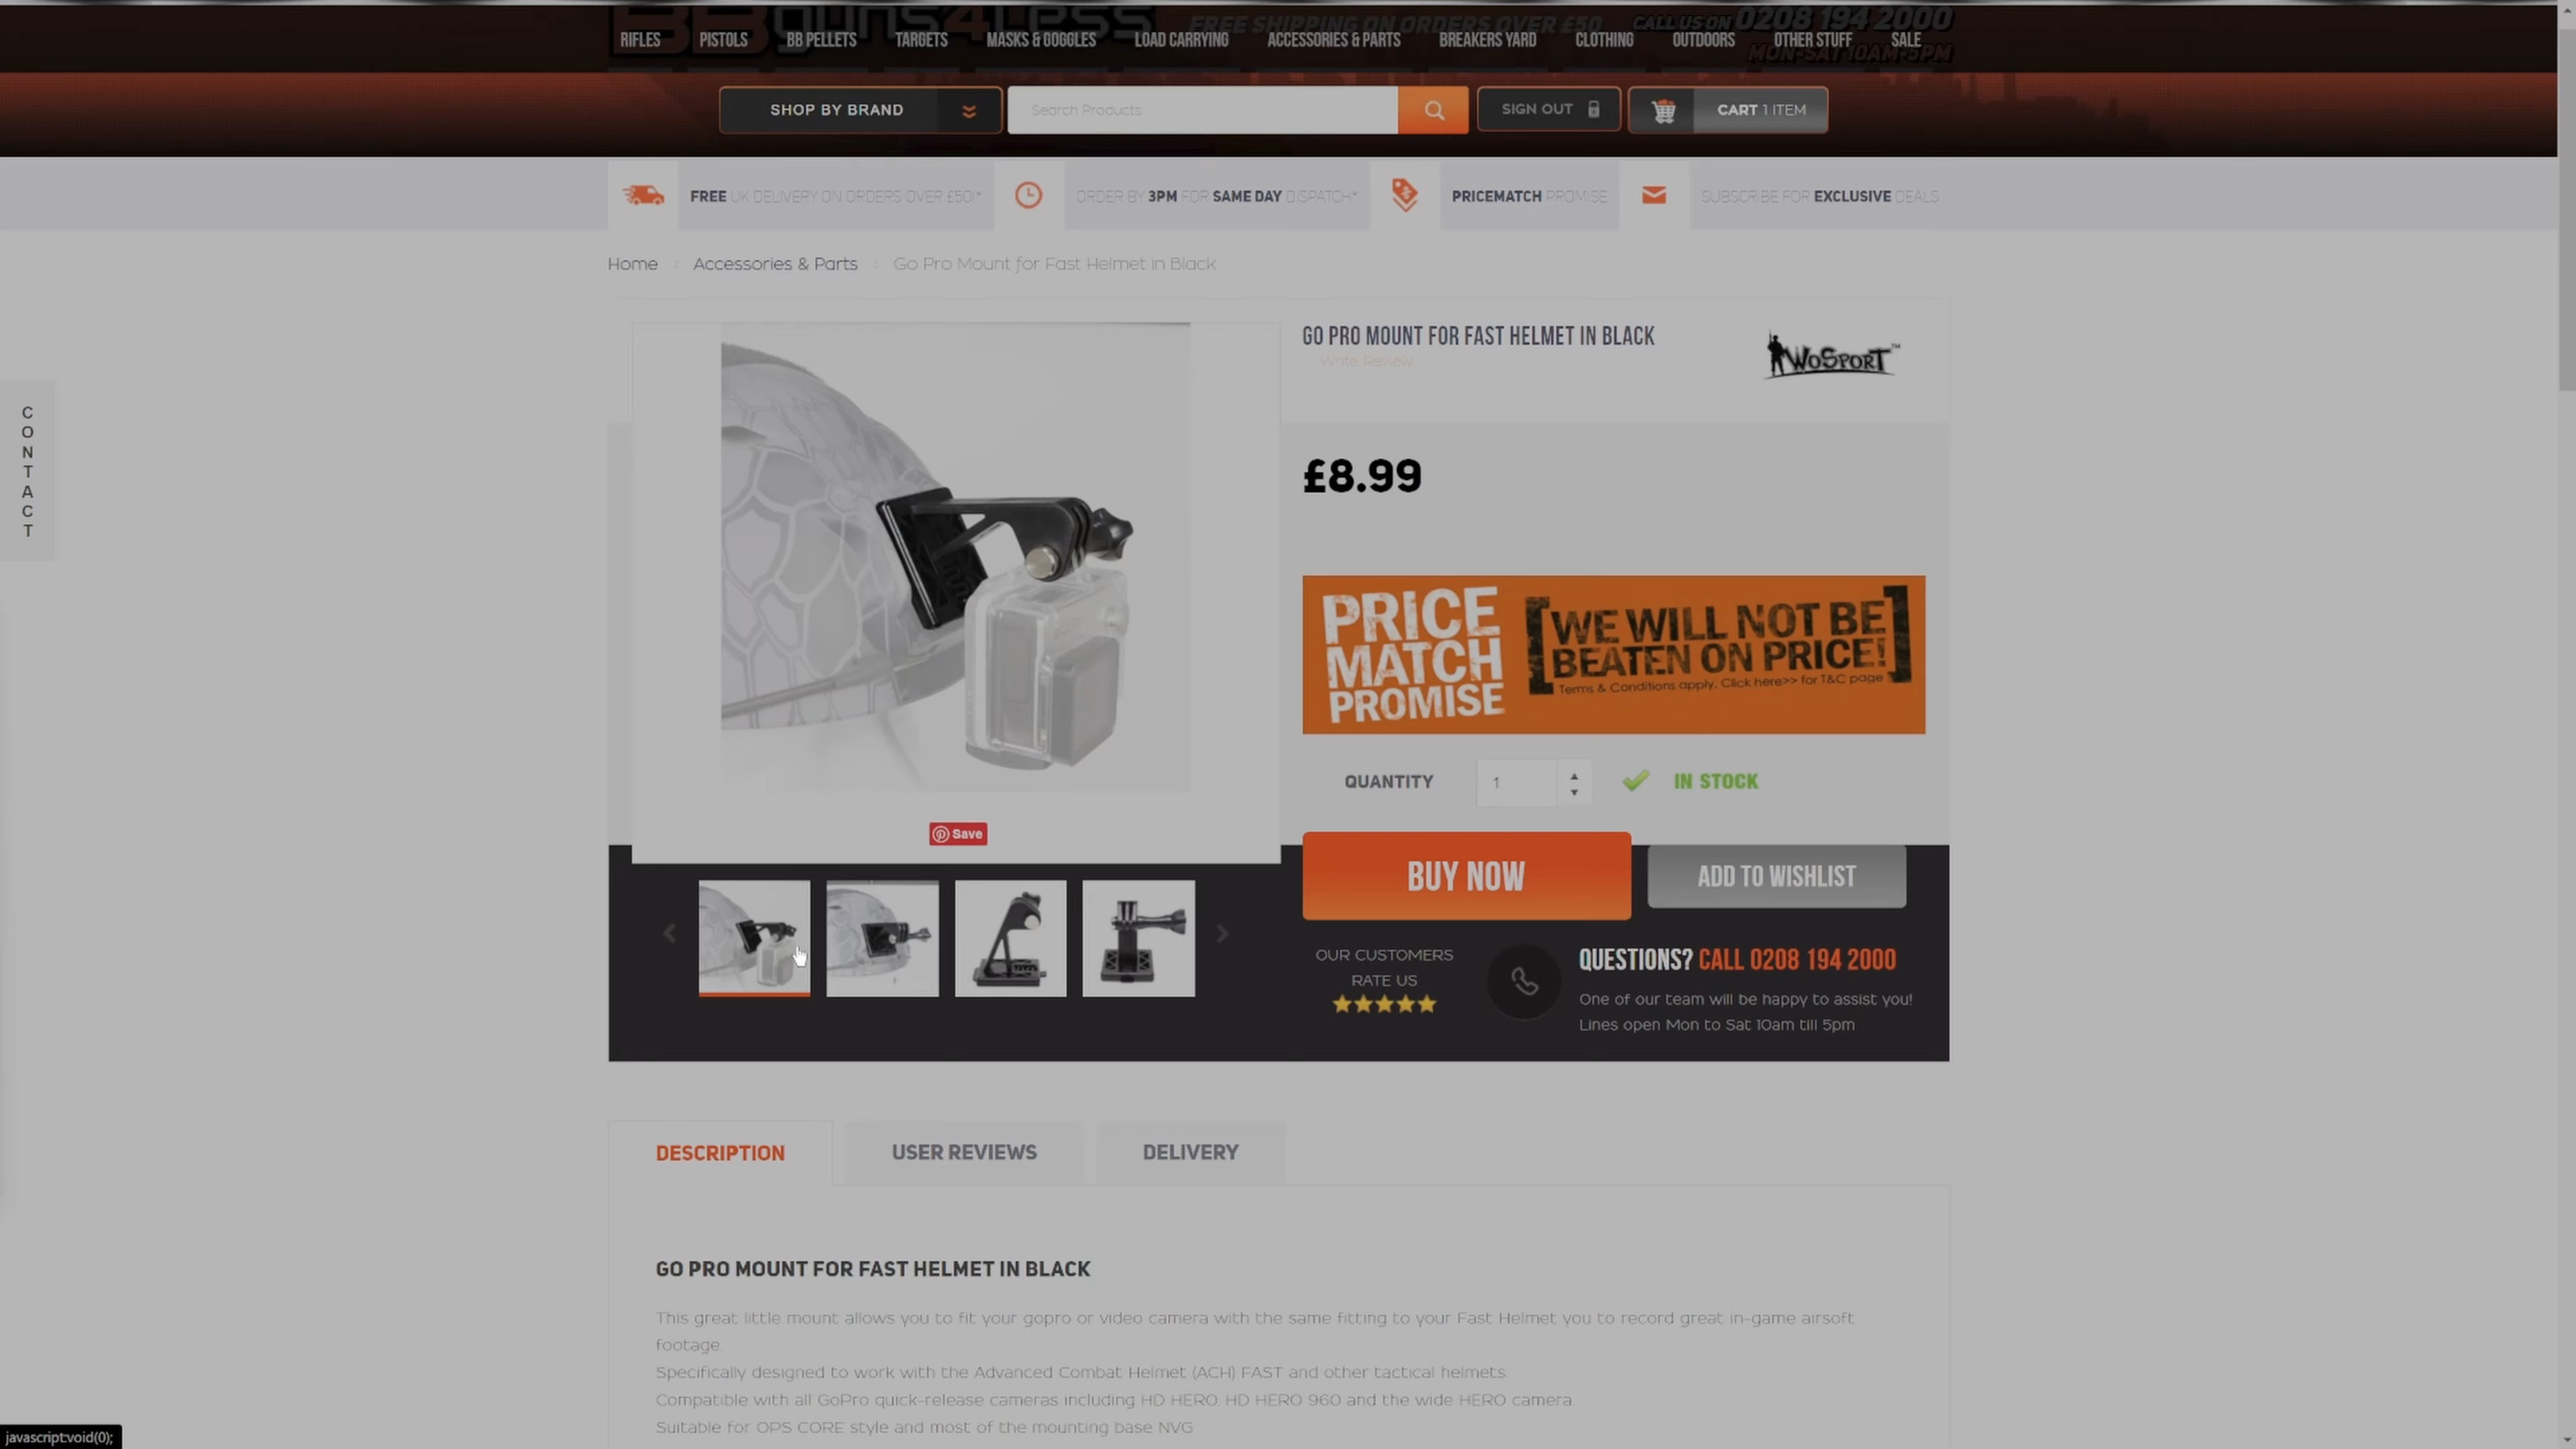 BBguns4less
FREE SHIPPING ON ORDERS OVER £50
CALL US ON 0208 194 2000
MON-SAT 10AM-5PM
RIFLES
PISTOLS
BB PELLETS
TARGETS
MASKS & GOGGLES
LOAD CARRYING
ACCESSORIES & PARTS
BREAKERS YARD
CLOTHING
OUTDOORS
OTHER STUFF
SALE
SHOP BY BRAND
Search Products
SIGN OUT
CART 1 ITEM
FREE UK DELIVERY ON ORDERS OVER £50!*
ORDER BY 3PM FOR SAME DAY DISPATCH*
PRICEMATCH PROMISE
SUBSCRIBE FOR EXCLUSIVE DEALS
Home
Accessories & Parts
Go Pro Mount for Fast Helmet in Black
CONTACT
GO PRO MOUNT FOR FAST HELMET IN BLACK
Write Review
WOSPORT™
£8.99
PRICE
MATCH
PROMISE
[WE WILL NOT BE
BEATEN ON PRICE!]
Terms & Conditions apply. Click here>> for T&C page
QUANTITY
1
IN STOCK
Save
BUY NOW
ADD TO WISHLIST
OUR CUSTOMERS
RATE US
QUESTIONS? CALL 0208 194 2000
One of our team will be happy to assist you!
Lines open Mon to Sat 10am till 5pm
DESCRIPTION
USER REVIEWS
DELIVERY
GO PRO MOUNT FOR FAST HELMET IN BLACK
This great little mount allows you to fit your gopro or video camera with the same fitting to your Fast Helmet you to record great in-game airsoft
footage.
Specifically designed to work with the Advanced Combat Helmet (ACH) FAST and other tactical helmets.
Compatible with all GoPro quick-release cameras including HD HERO, HD HERO 960 and the wide HERO camera.
Suitable for OPS CORE style and most of the mounting base NVG
javascript:void(0);